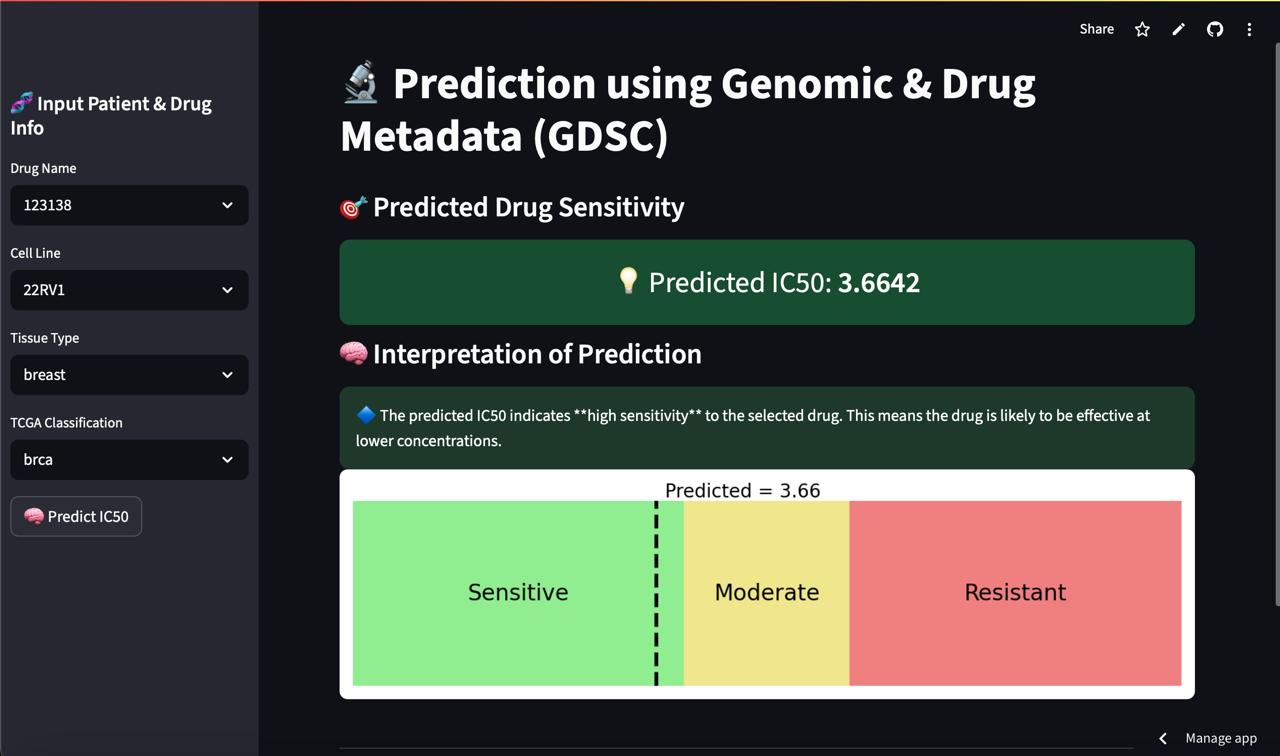 Share
🔬 Prediction using Genomic & Drug
Metadata (GDSC)
🧬 Input Patient & Drug
Info
Drug Name
123138
Cell Line
22RV1
Tissue Type
breast
TCGA Classification
brca
🧠 Predict IC50
🎯 Predicted Drug Sensitivity
💡 Predicted IC50: 3.6642
🧠 Interpretation of Prediction
🔷 The predicted IC50 indicates **high sensitivity** to the selected drug. This means the drug is likely to be effective at
lower concentrations.
Predicted = 3.66
Sensitive
Moderate
Resistant
Manage app